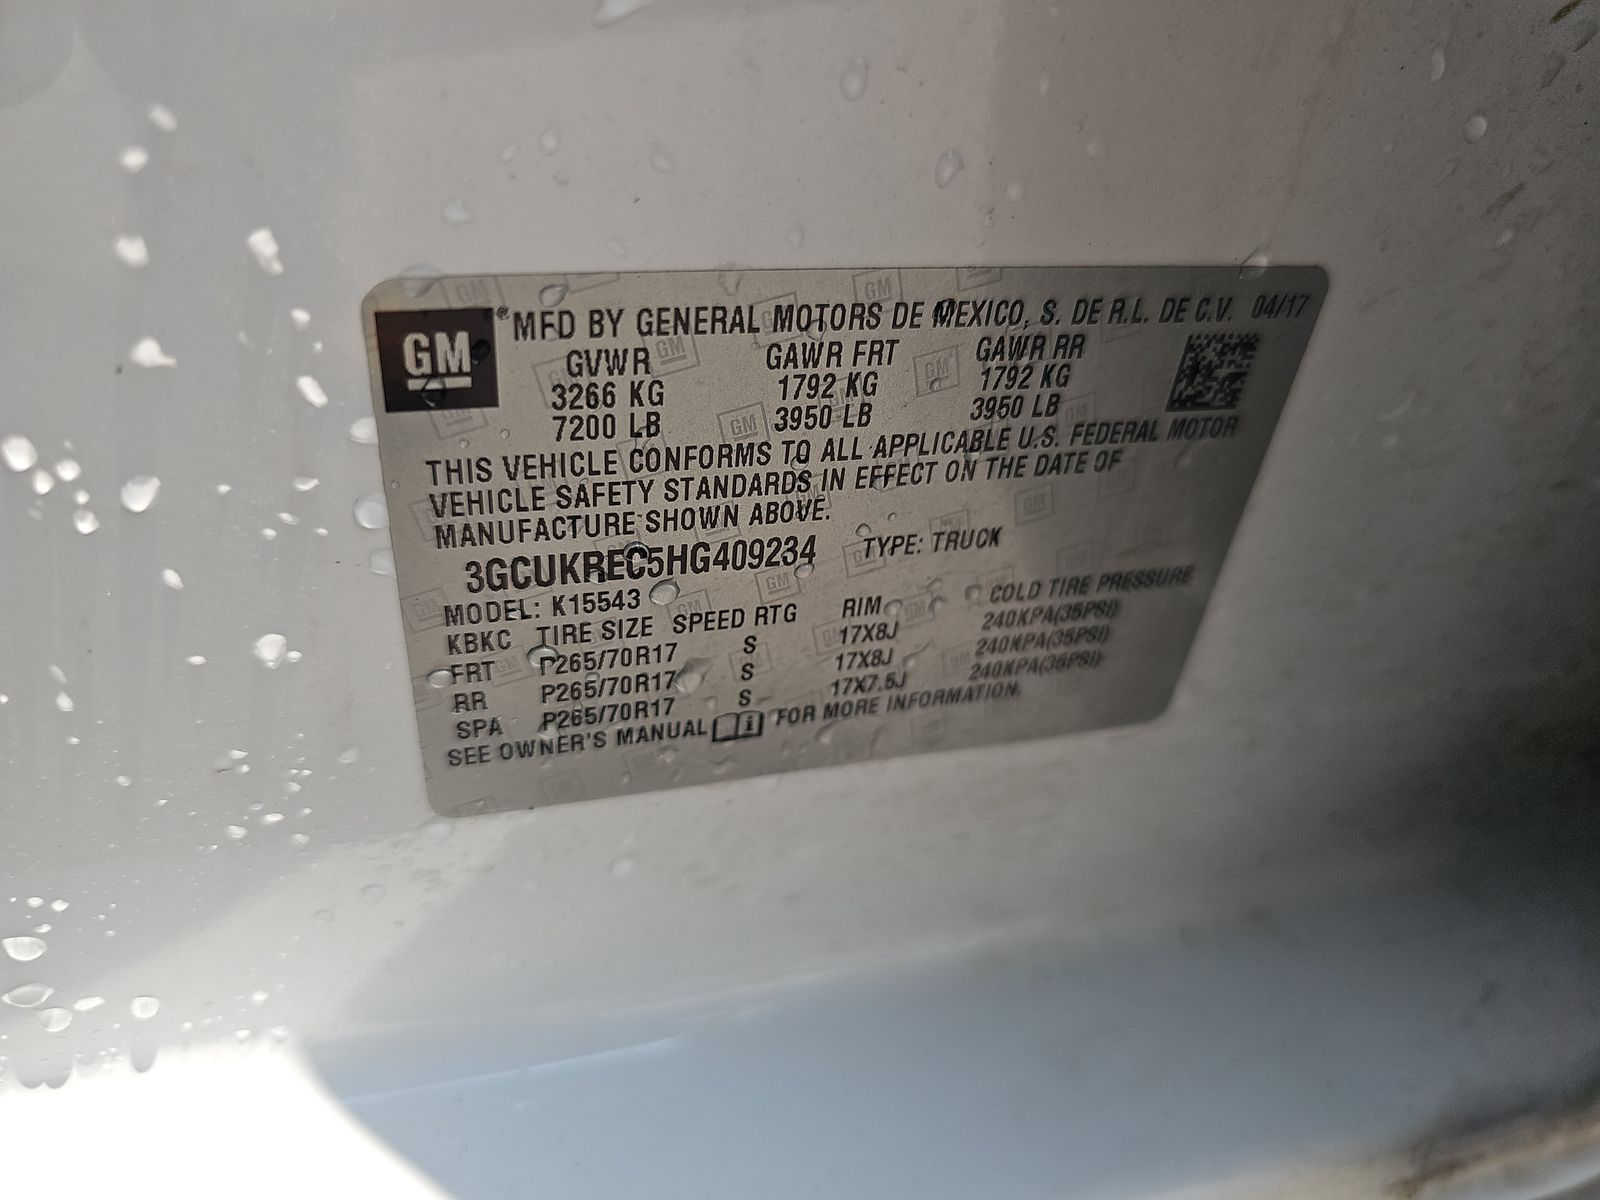 GM
® MFD BY GENERAL MOTORS DE MEXICO, S. DE R.L. DE C.V. 04/17
GVWR GAWR FRT GAWR RR
3266 KG 1792 KG 1792 KG
7200 LB 3950 LB 3950 LB
THIS VEHICLE CONFORMS TO ALL APPLICABLE U.S. FEDERAL MOTOR
VEHICLE SAFETY STANDARDS IN EFFECT ON THE DATE OF
MANUFACTURE SHOWN ABOVE.
3GCUKREC5HG409234 TYPE: TRUCK
MODEL: K15543
KBKC TIRE SIZE SPEED RTG RIM COLD TIRE PRESSURE
FRT P265/70R17 S 17X8J 240KPA(35PSI)
RR P265/70R17 S 17X8J 240KPA(35PSI)
SPA P265/70R17 S 17X7.5J 240KPA(35PSI)
SEE OWNER'S MANUAL FOR MORE INFORMATION.